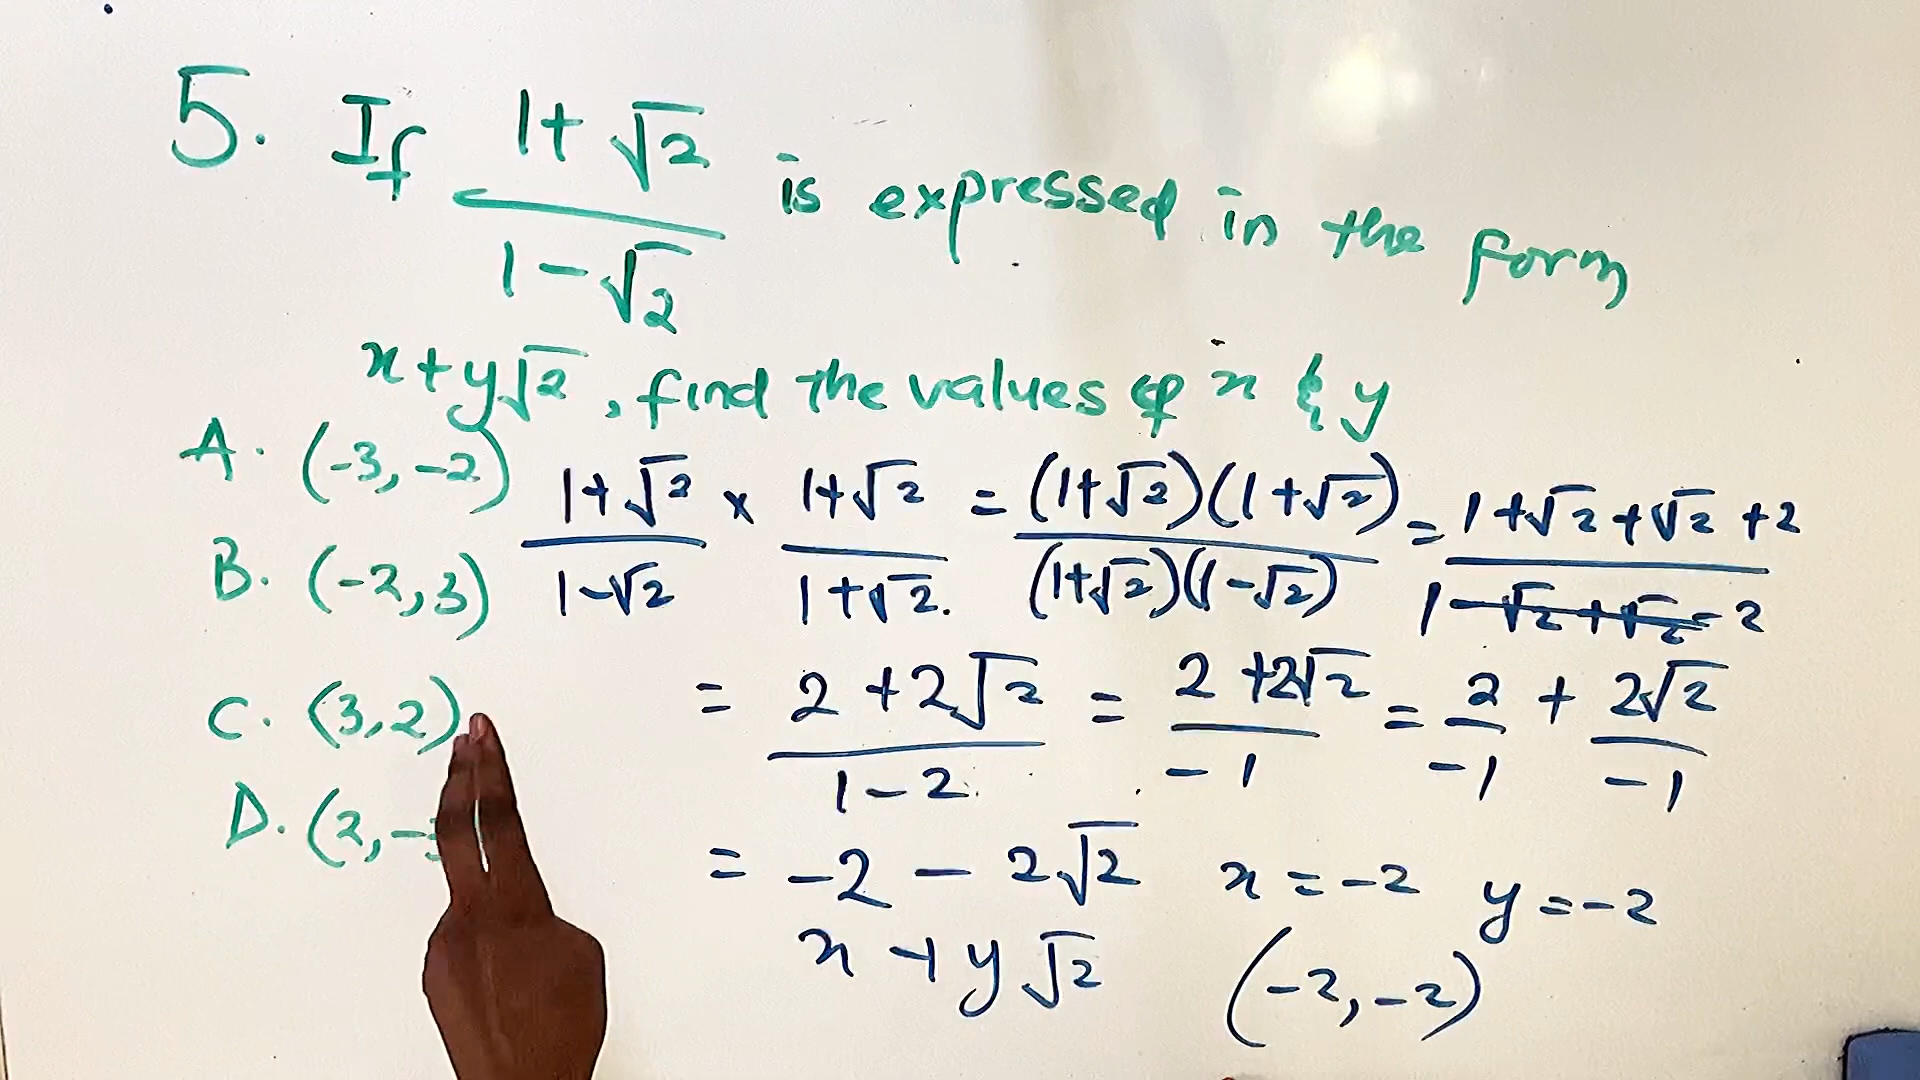 5. If (1+√2)/(1-√2) is expressed in the form
x+y√2, find the values of x & y
A. (-3, -2)
B. (-2, 3)
C. (3, 2)
D. (2, -
(1+√2)/(1-√2) × (1+√2)/(1+√2) = ((1+√2)(1+√2))/((1+√2)(1-√2)) = (1+√2+√2+2)/(1-√2+√2-2)
= (2+2√2)/(1-2) = (2+2√2)/-1 = 2/-1 + 2√2/-1
= -2 - 2√2 x = -2 y = -2
x + y√2 (-2, -2)